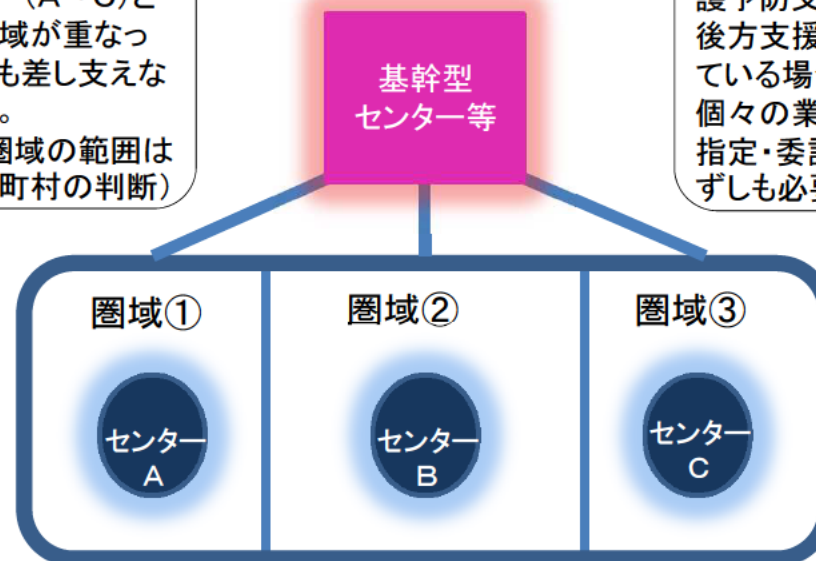 (A～C)と
域が重なっ
も差し支えな
。
圏域の範囲は
町村の判断)
基幹型
センター等
後方支援
ている場
個々の業
指定・委
ずしも必
圏域①
圏域②
圏域③
センター
A
センター
B
センター
C